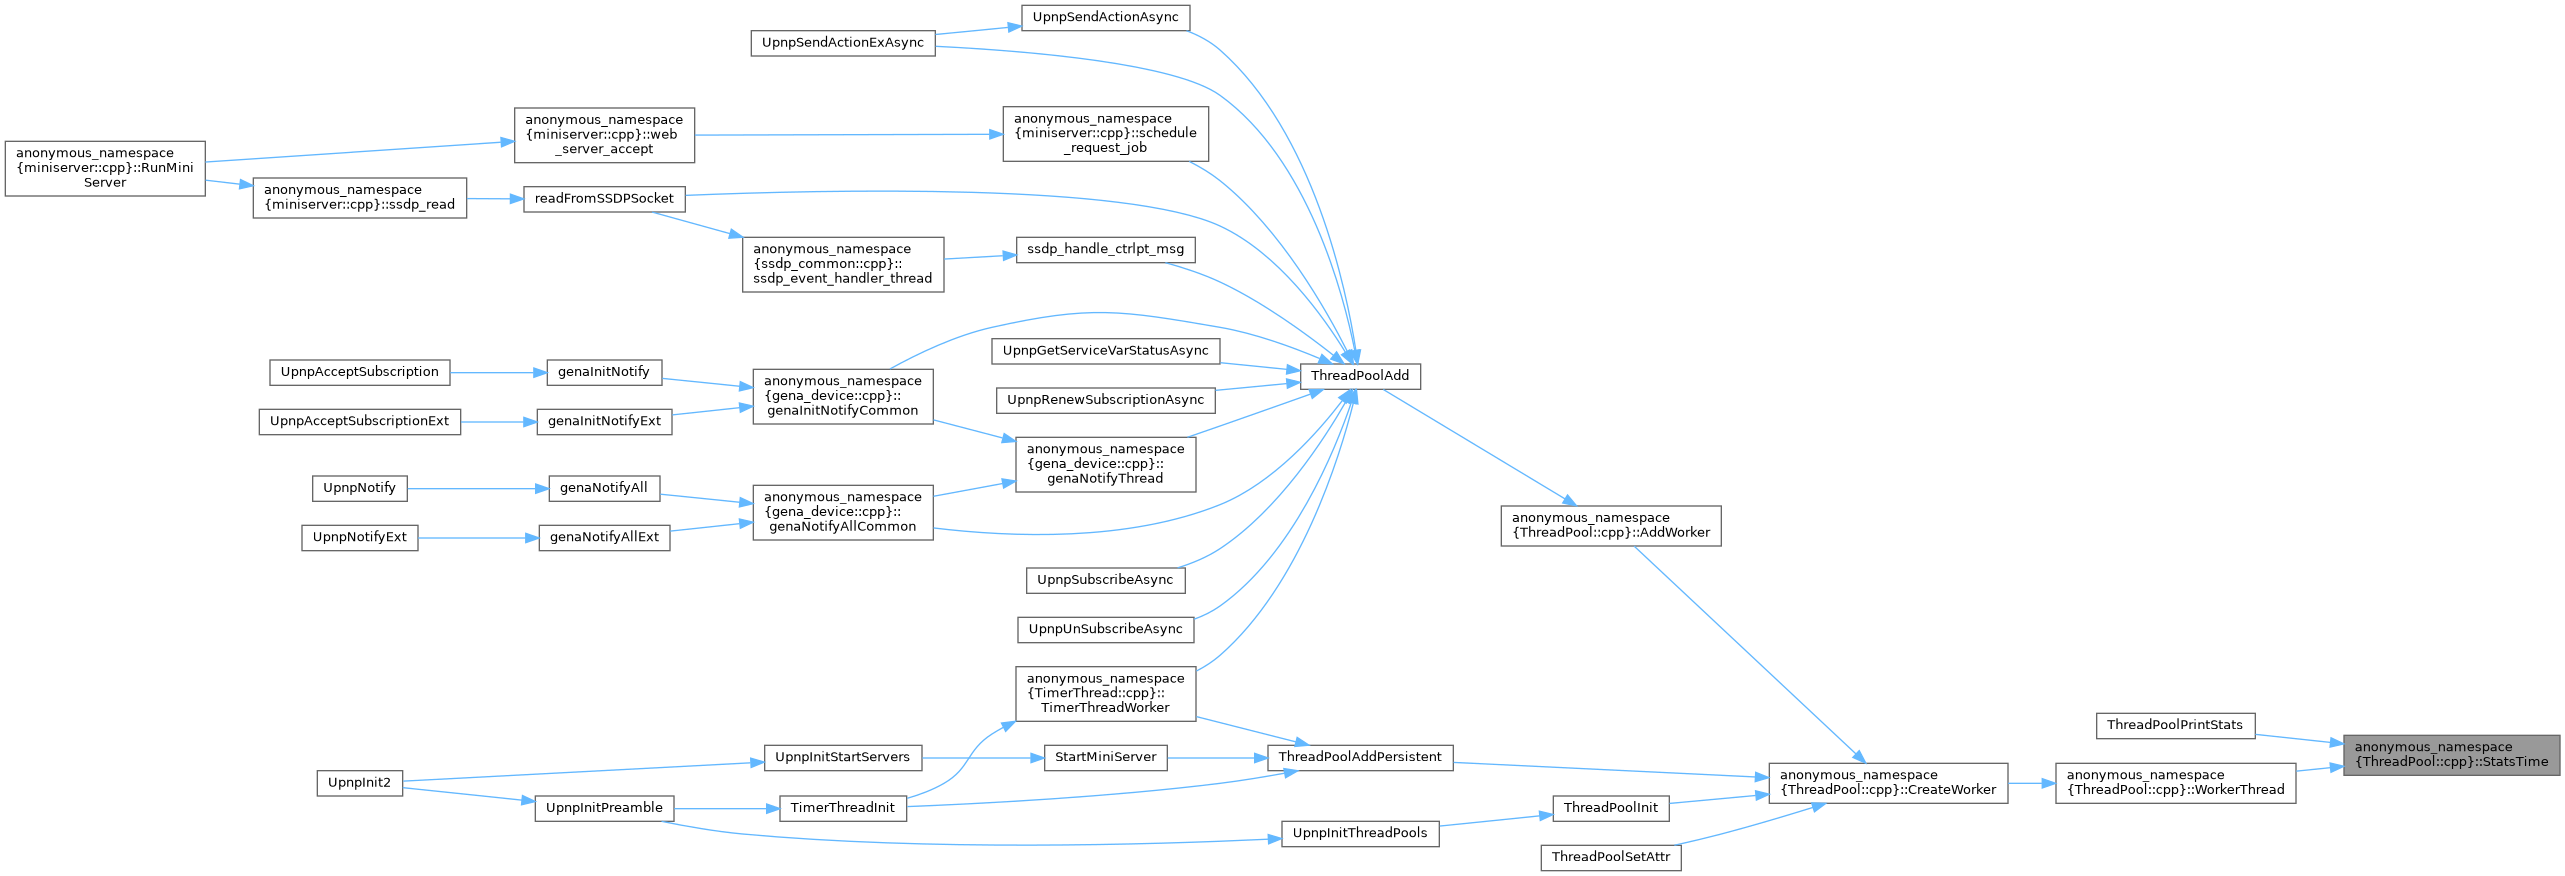 UpnpSendActionAsync
UpnpSendActionExAsync
anonymous_namespace
{miniserver::cpp}::schedule
_request_job
anonymous_namespace
{miniserver::cpp}::web
_server_accept
anonymous_namespace
{miniserver::cpp}::RunMini
Server
anonymous_namespace
{miniserver::cpp}::ssdp_read
readFromSSDPSocket
anonymous_namespace
{ssdp_common::cpp}::
ssdp_event_handler_thread
ssdp_handle_ctrlpt_msg
UpnpGetServiceVarStatusAsync
UpnpAcceptSubscription
genaInitNotify
anonymous_namespace
{gena_device::cpp}::
genaInitNotifyCommon
ThreadPoolAdd
UpnpRenewSubscriptionAsync
UpnpAcceptSubscriptionExt
genaInitNotifyExt
anonymous_namespace
{gena_device::cpp}::
genaNotifyThread
UpnpNotify
genaNotifyAll
anonymous_namespace
{gena_device::cpp}::
genaNotifyAllCommon
UpnpNotifyExt
genaNotifyAllExt
anonymous_namespace
{ThreadPool::cpp}::AddWorker
UpnpSubscribeAsync
UpnpUnSubscribeAsync
anonymous_namespace
{TimerThread::cpp}::
TimerThreadWorker
ThreadPoolPrintStats
anonymous_namespace
{ThreadPool::cpp}::StatsTime
UpnpInitStartServers
StartMiniServer
ThreadPoolAddPersistent
anonymous_namespace
{ThreadPool::cpp}::CreateWorker
anonymous_namespace
{ThreadPool::cpp}::WorkerThread
UpnpInit2
UpnpInitPreamble
TimerThreadInit
ThreadPoolInit
UpnpInitThreadPools
ThreadPoolSetAttr